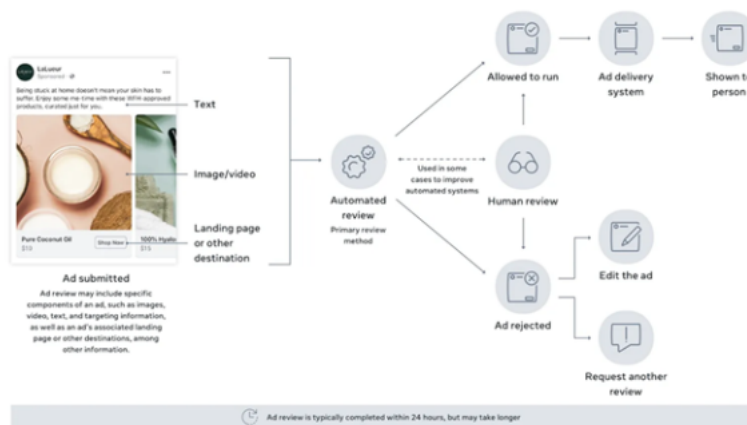 LaLueur
Sponsored
Being stuck at home doesn't mean your skin has to
suffer. Enjoy some me-time with these WFH approved
products, curated just for you.
Pure Coconut Oil
$19
Shop Now
100% Hyalu
$15
Text
Image/video
Landing page
or other
destination
Ad submitted
Ad review may include specific
components of an ad, such as images,
video, text, and targeting information,
as well as an ad's associated landing
page or other destinations, among
other information.
Automated
review
Primary review
method
Used in some
cases to improve
automated systems
Allowed to run
Ad delivery
system
Shown to
person
Human review
Ad rejected
Edit the ad
Request another
review
Ad review is typically completed within 24 hours, but may take longer